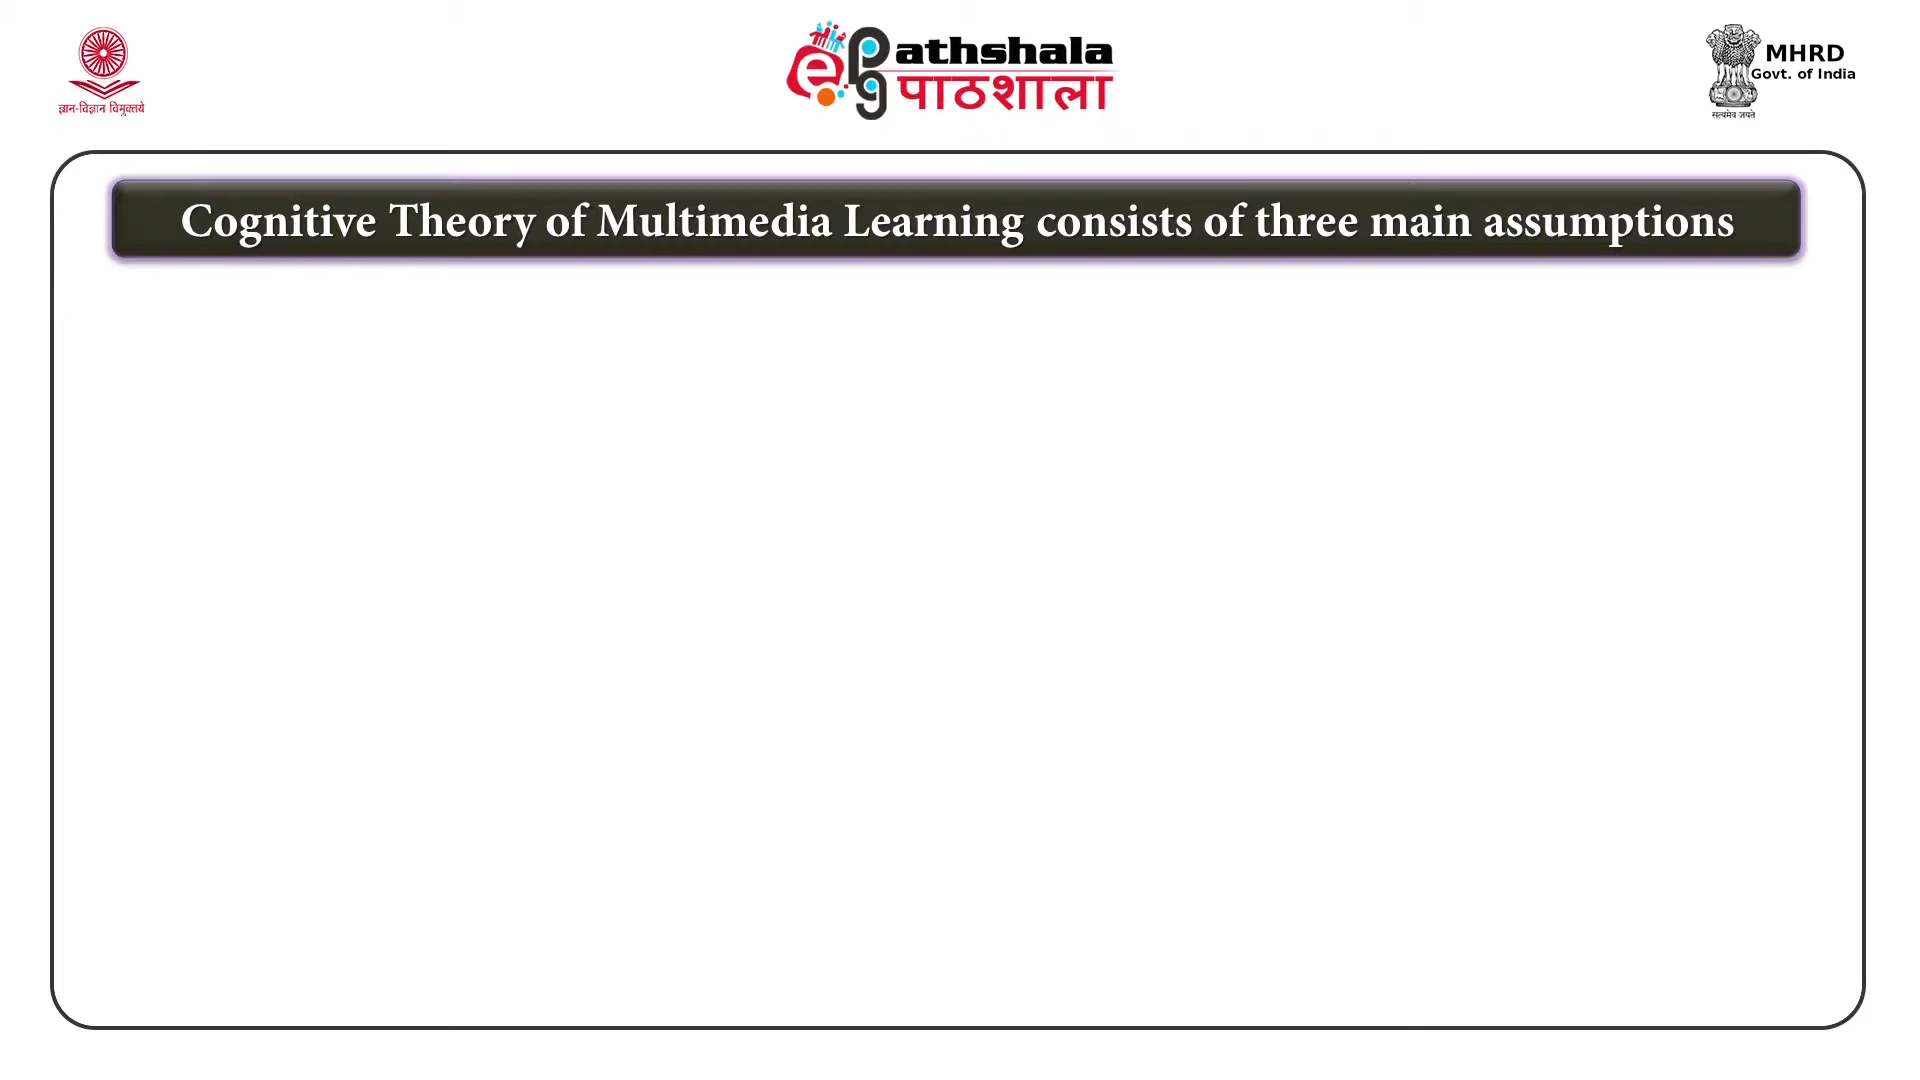 ज्ञान-विज्ञान विमुक्तये
ePGathshala
पाठशाला
MHRD
Govt. of India
सत्यमेव जयते
Cognitive Theory of Multimedia Learning consists of three main assumptions